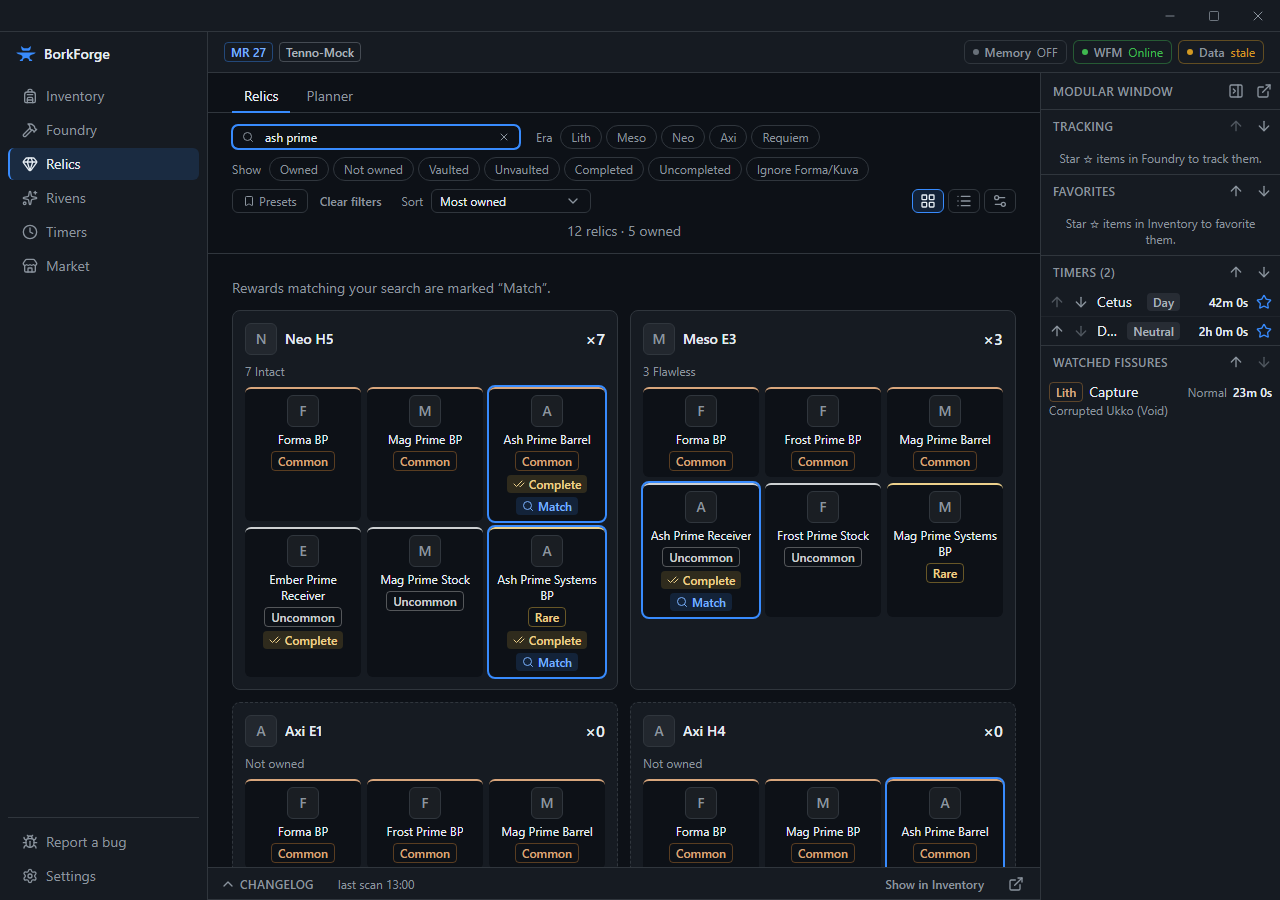 BorkForge
MR 27
Tenno-Mock
Memory OFF
WFM Online
Data stale
Inventory
Foundry
Relics
Rivens
Timers
Market
Report a bug
Settings
Relics
Planner
ash prime
Era
Lith
Meso
Neo
Axi
Requiem
Show
Owned
Not owned
Vaulted
Unvaulted
Completed
Uncompleted
Ignore Forma/Kuva
Presets
Clear filters
Sort
Most owned
12 relics · 5 owned
Rewards matching your search are marked “Match”.
N
Neo H5
×7
7 Intact
F
Forma BP
Common
M
Mag Prime BP
Common
A
Ash Prime Barrel
Common
Complete
Match
E
Ember Prime
Receiver
Uncommon
Complete
M
Mag Prime Stock
Uncommon
A
Ash Prime Systems
BP
Rare
Complete
Match
M
Meso E3
×3
3 Flawless
F
Forma BP
Common
F
Frost Prime BP
Common
M
Mag Prime Barrel
Common
A
Ash Prime Receiver
Uncommon
Complete
Match
F
Frost Prime Stock
Uncommon
M
Mag Prime Systems
BP
Rare
A
Axi E1
×0
Not owned
F
Forma BP
Common
F
Frost Prime BP
Common
M
Mag Prime Barrel
Common
A
Axi H4
×0
Not owned
F
Forma BP
Common
M
Mag Prime BP
Common
A
Ash Prime Barrel
Common
CHANGELOG
last scan 13:00
Show in Inventory
MODULAR WINDOW
TRACKING
Star ☆ items in Foundry to track them.
FAVORITES
Star ☆ items in Inventory to favorite
them.
TIMERS (2)
Cetus
Day
42m 0s
D...
Neutral
2h 0m 0s
WATCHED FISSURES
Lith
Capture
Normal
23m 0s
Corrupted Ukko (Void)